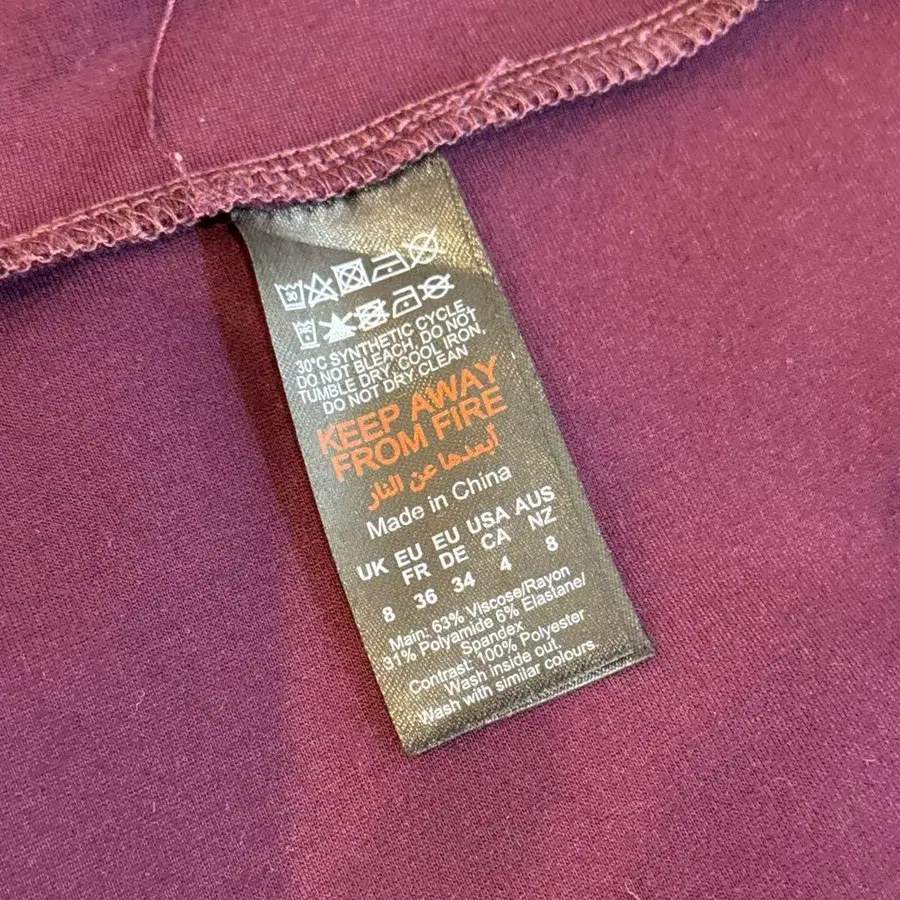 30
30°C SYNTHETIC CYCLE,
DO NOT BLEACH, DO NOT
TUMBLE DRY, COOL IRON,
DO NOT DRY CLEAN
KEEP AWAY
FROM FIRE
أبعدها عن النار
Made in China
UK EU EU USA AUS
FR DE CA NZ
8 36 34 4 8
Main: 63% Viscose/Rayon
31% Polyamide 6% Elastane/
Spandex
Contrast: 100% Polyester
Wash inside out.
Wash with similar colours.